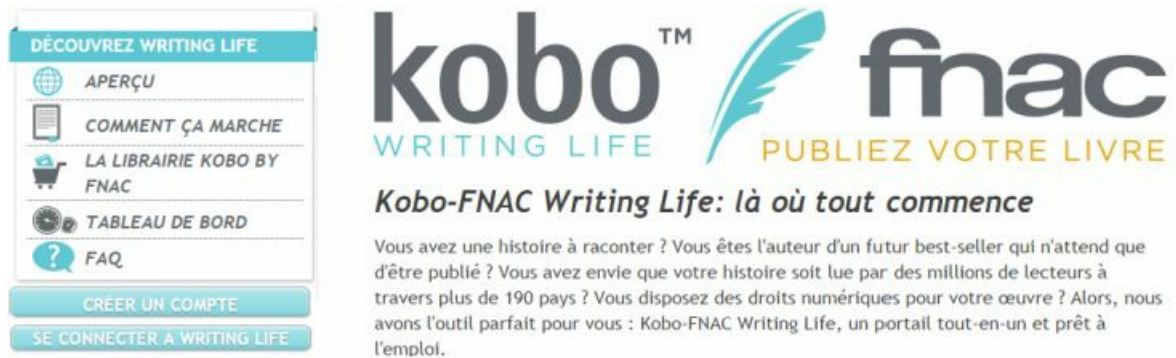 DÉCOUVREZ WRITING LIFE
APERÇU
COMMENT ÇA MARCHE
LA LIBRAIRIE KOBO BY
FNAC
TABLEAU DE BORD
FAQ
CRÉER UN COMPTE
SE CONNECTER À WRITING LIFE
kobo™
WRITING LIFE
fnac
PUBLIEZ VOTRE LIVRE
Kobo-FNAC Writing Life: là où tout commence
Vous avez une histoire à raconter ? Vous êtes l'auteur d'un futur best-seller qui n'attend que
d'être publié ? Vous avez envie que votre histoire soit lue par des millions de lecteurs à
travers plus de 190 pays ? Vous disposez des droits numériques pour votre œuvre ? Alors, nous
avons l'outil parfait pour vous : Kobo-FNAC Writing Life, un portail tout-en-un et prêt à
l'emploi.